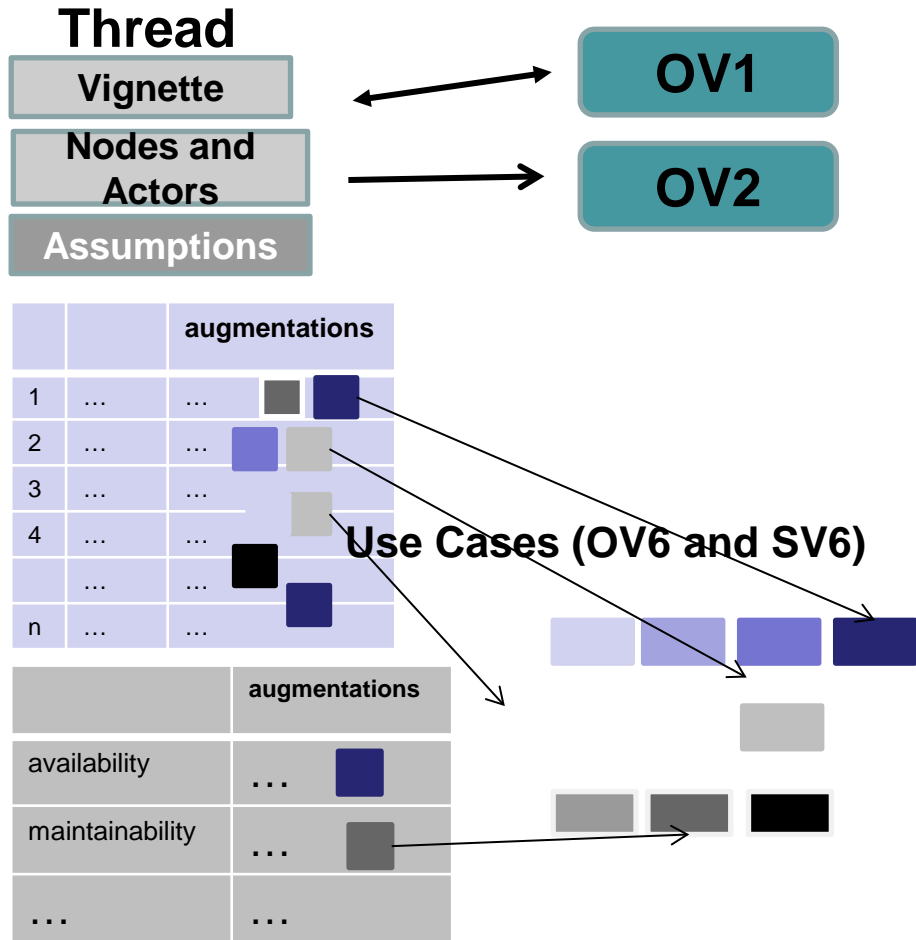 Thread
Vignette
OV1
Nodes and
Actors
OV2
Assumptions
augmentations
1 … …
2 … …
3 … …
4 … …
Use Cases (OV6 and SV6)
… …
n … …
augmentations
availability …
maintainability …
… …